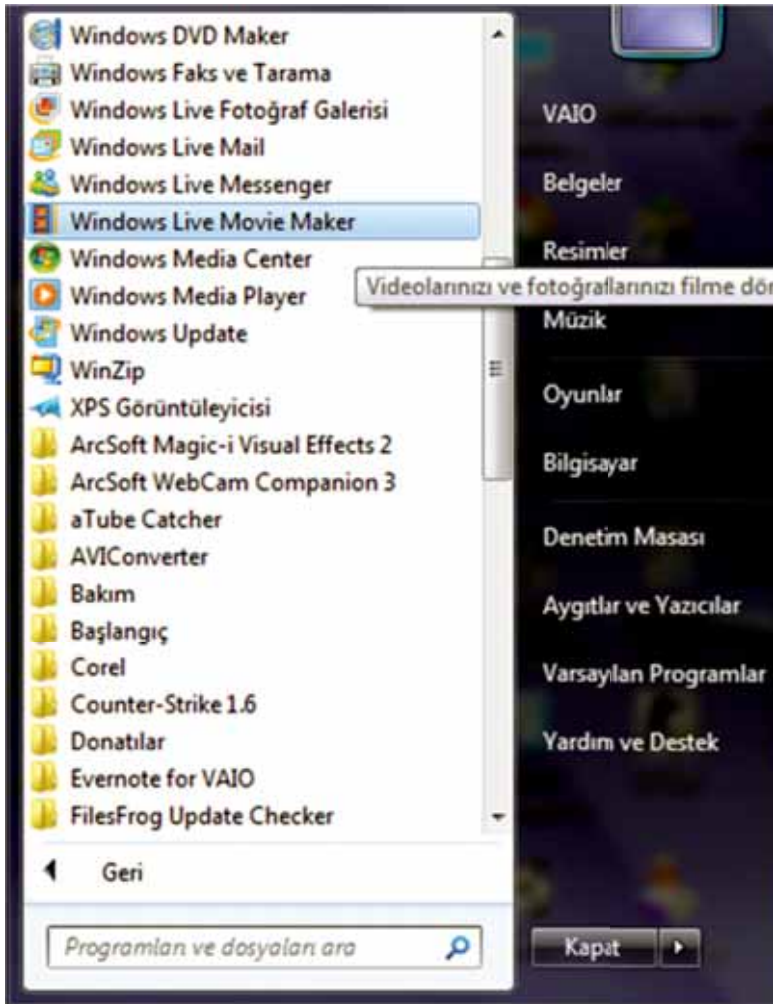 Windows DVD Maker
Windows Faks ve Tarama
Windows Live Fotoğraf Galerisi
Windows Live Mail
Windows Live Messenger
Windows Live Movie Maker
Windows Media Center
Windows Media Player
Windows Update
WinZip
XPS Görüntüleyicisi
ArcSoft Magic-i Visual Effects 2
ArcSoft WebCam Companion 3
aTube Catcher
AVIConverter
Bakım
Başlangıç
Corel
Counter-Strike 1.6
Donatılar
Evernote for VAIO
FilesFrog Update Checker
Geri
Programları ve dosyaları ara
VAIO
Belgeler
Resimler
Videolarınızı ve fotoğraflarınızı filme dör
Müzik
Oyunlar
Bilgisayar
Denetim Masası
Aygıtlar ve Yazıcılar
Varsayılan Programlar
Yardım ve Destek
Kapat